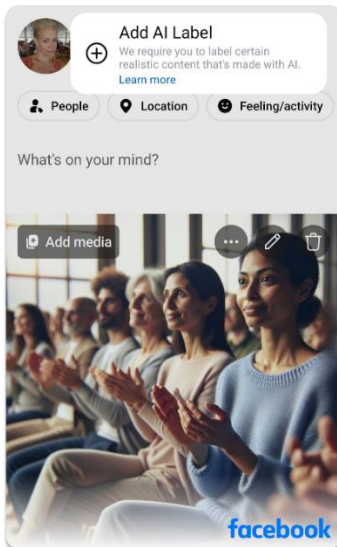 Add AI Label
We require you to label certain
realistic content that's made with AI.
Learn more
People
Location
Feeling/activity
What's on your mind?
Add media
facebook